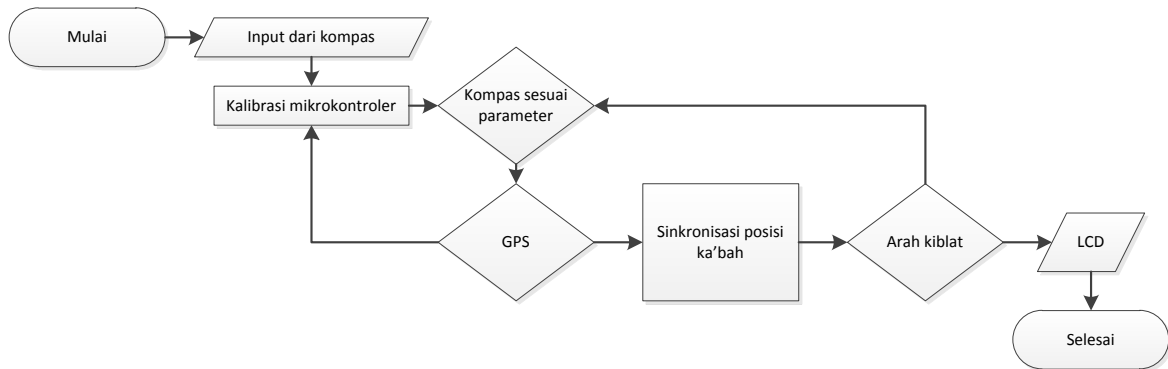 Mulai
Input dari kompas
Kalibrasi mikrokontroler
Kompas sesuai
parameter
GPS
Sinkronisasi posisi
ka’bah
Arah kiblat
LCD
Selesai